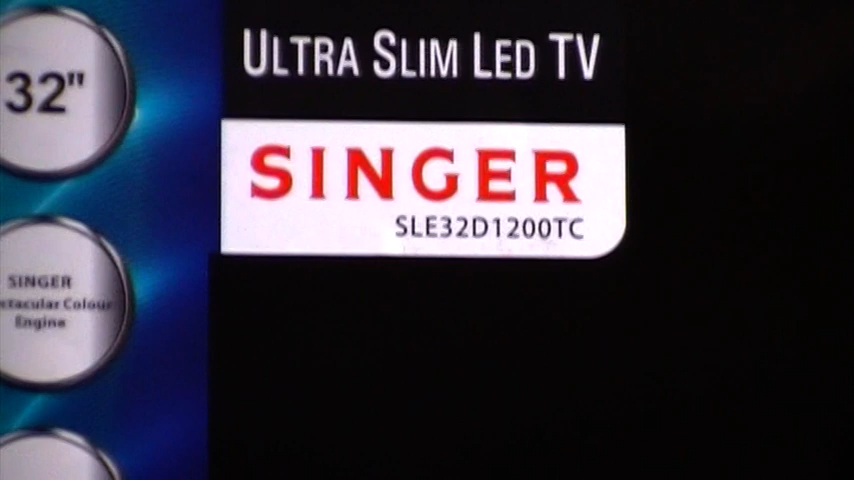 ULTRA SLIM LED TV
32"
SINGER
SLE32D1200TC
SINGER
Colour
Engine